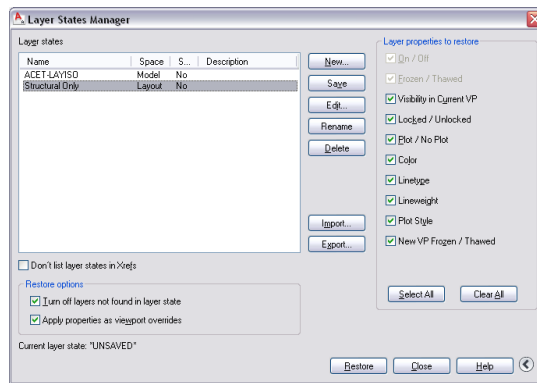 Layer States Manager
Layer states
Name Space S... Description
ACET-LAYISO Model No
Structural Only Layout No
New...
Save
Edit...
Rename
Delete
Import...
Export...
Don't list layer states in Xrefs
Restore options
Turn off layers not found in layer state
Apply properties as viewport overrides
Current layer state: "UNSAVED"
Layer properties to restore
On / Off
Frozen / Thawed
Visibility in Current VP
Locked / Unlocked
Plot / No Plot
Color
Linetype
Lineweight
Plot Style
New VP Frozen / Thawed
Select All Clear All
Restore Close Help